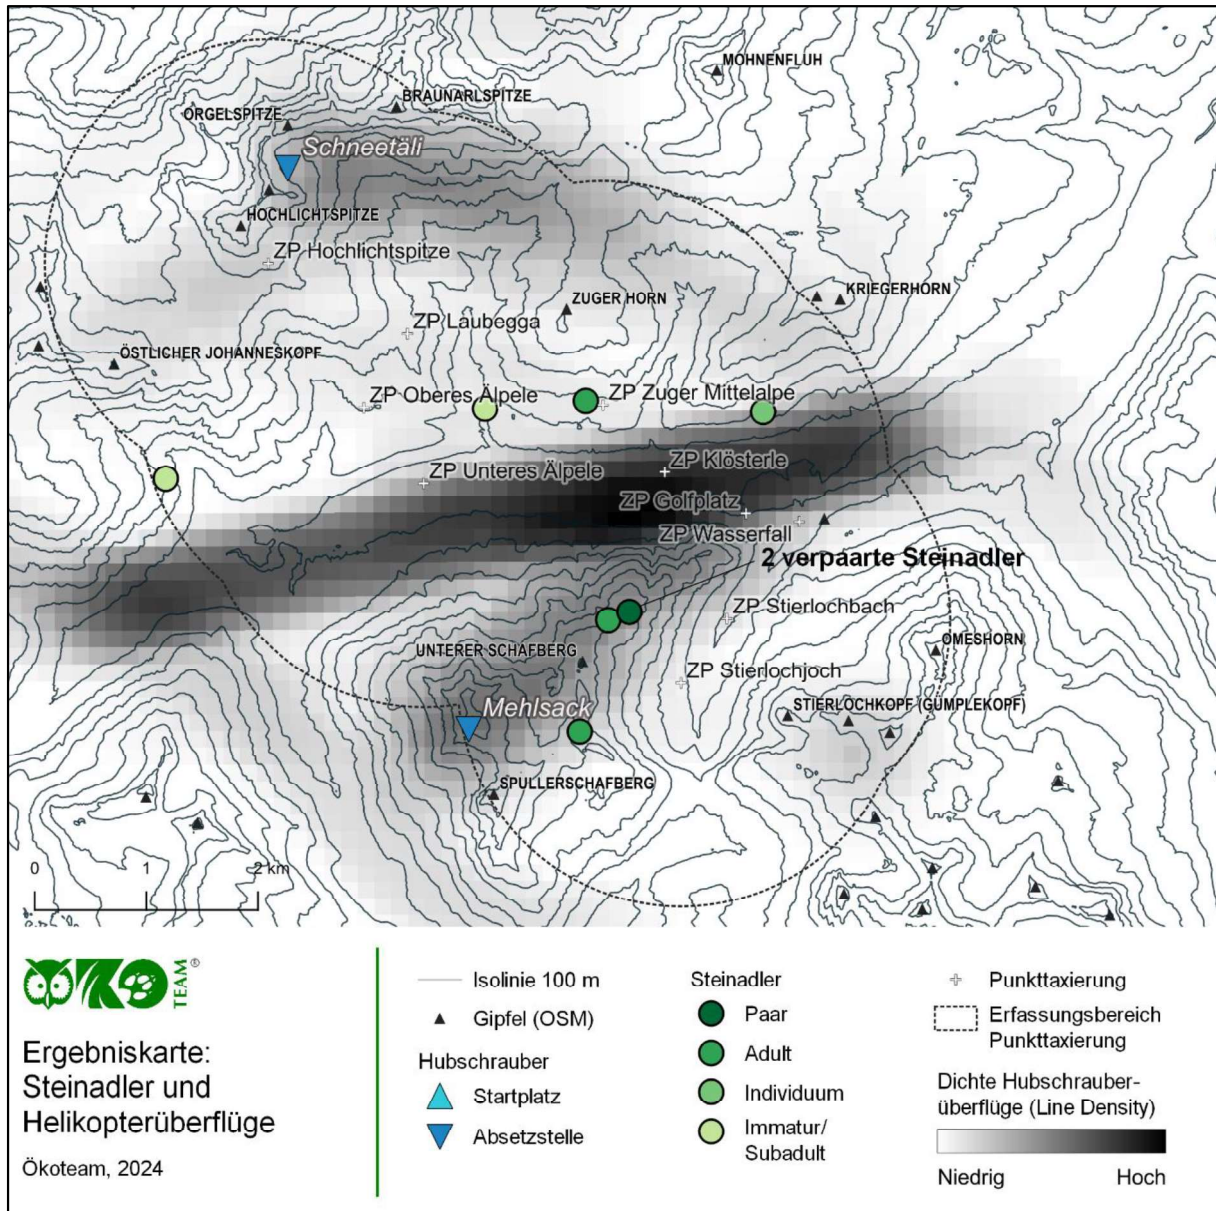 MOHNENFLUH
BRAUNARLSPITZE
ORGELSPITZE
Schneetäli
HOCHLICHTSPITZE
ZP Hochlichtspitze
KRIEGERHORN
ZUGER HORN
ZP Laubegga
ÖSTLICHER JOHANNESKOPF
ZP Oberes Älpele
ZP Zuger Mittelalpe
ZP Klösterle
ZP Unteres Älpele
ZP Golfplatz
ZP Wasserfall
2 verpaarte Steinadler
ZP Stierlochbach
OMESHORN
UNTERER SCHAFBERG
ZP Stierlochjoch
Mehlsack
STIERLOCHKOPF (GÜMPLEKOPF)
SPULLERSCHAFBERG
0 1 2 km
ÖKO
TEAM
®
Ergebniskarte:
Steinadler und
Helikopterüberflüge
Ökoteam, 2024
Isolinie 100 m
Gipfel (OSM)
Hubschrauber
Startplatz
Absetzstelle
Steinadler
Paar
Adult
Individuum
Immatur/
Subadult
Punkttaxierung
Erfassungsbereich
Punkttaxierung
Dichte Hubschrauber-
überflüge (Line Density)
Niedrig Hoch